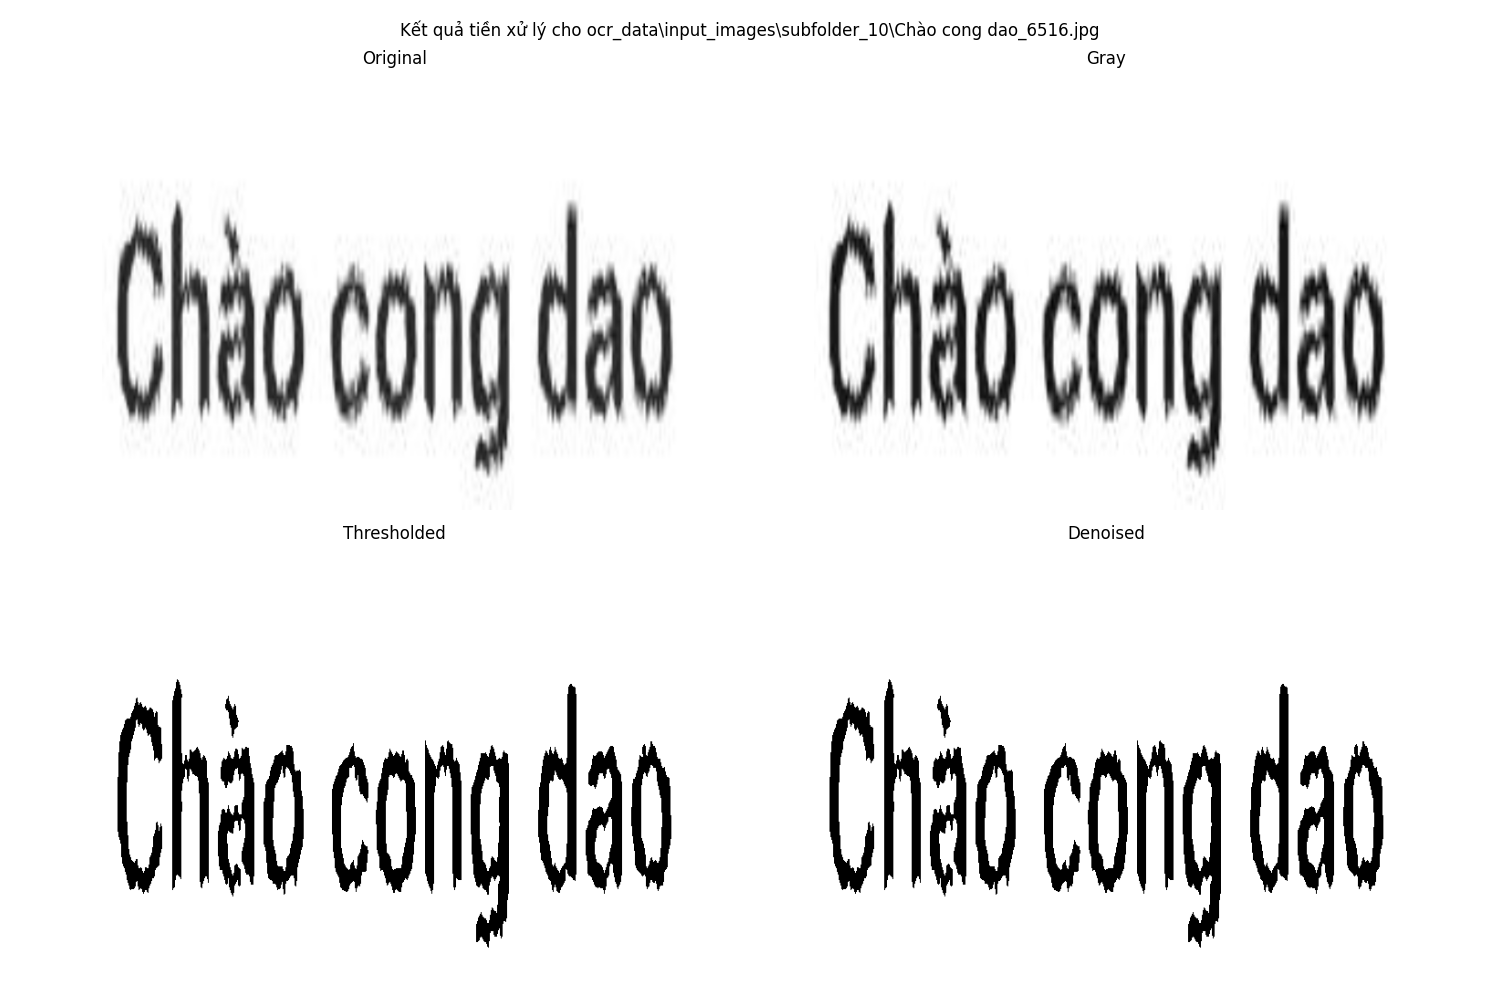 Kết quả tiền xử lý cho ocr_data\input_images\subfolder_10\Chào cong dao_6516.jpg
Original
Gray
Chào cong dao
Chào cong dao
Thresholded
Denoised
Chào cong dao
Chào cong dao